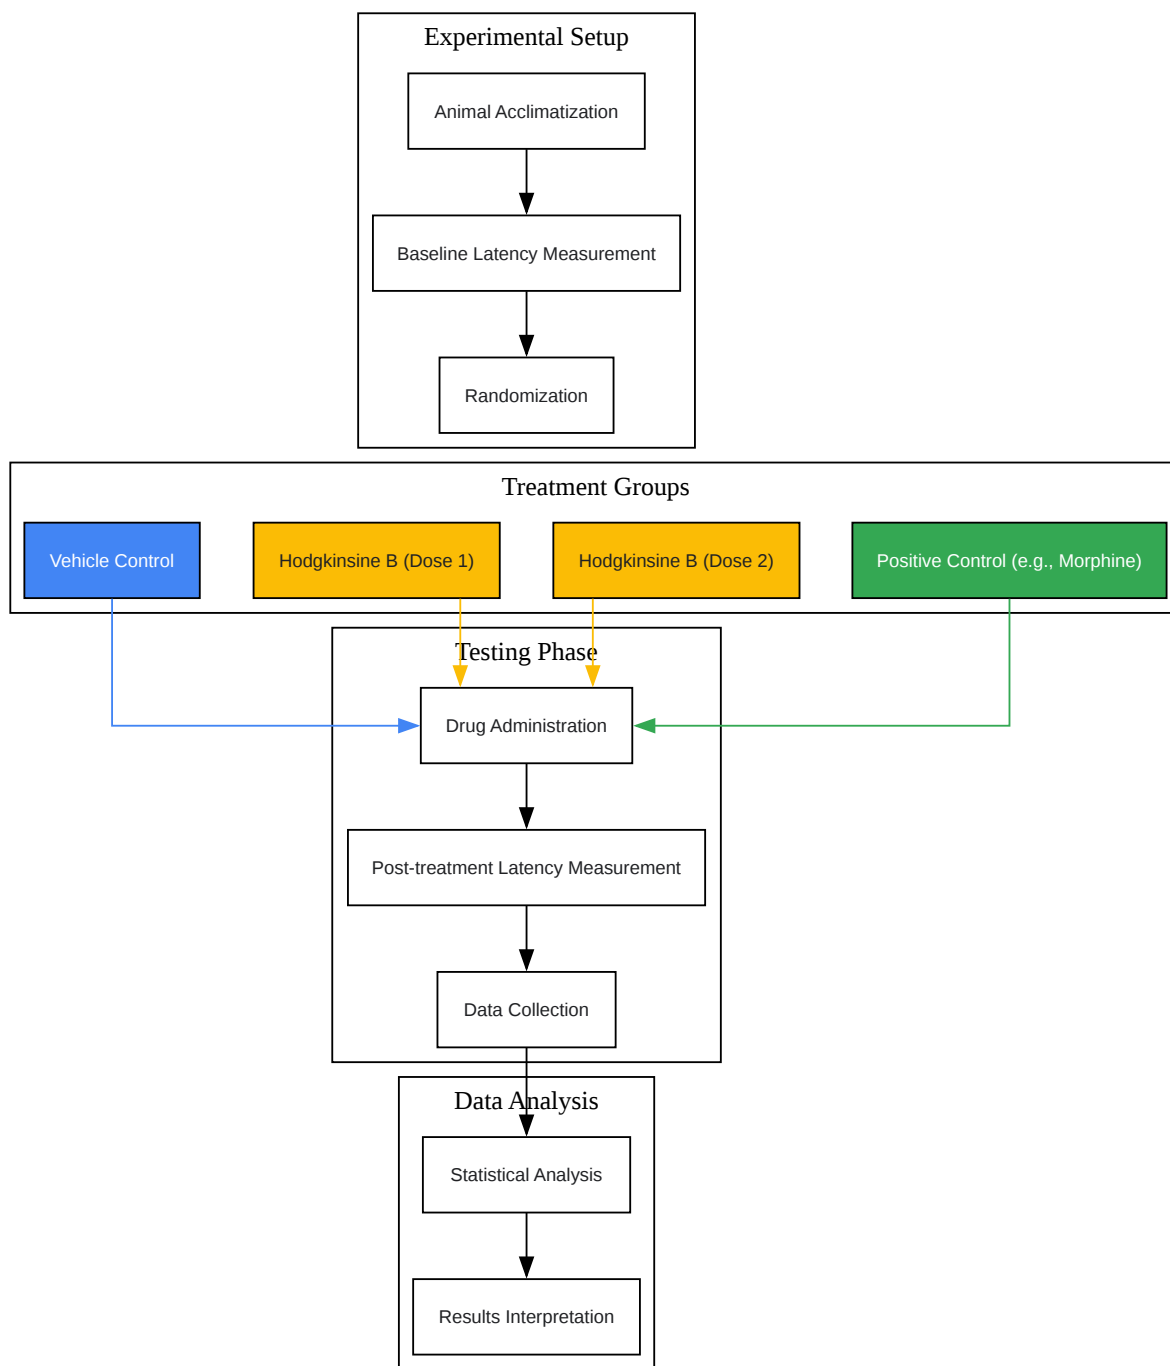 Experimental Setup
Animal Acclimatization
Baseline Latency Measurement
Randomization
Treatment Groups
Vehicle Control
Hodgkinsine B (Dose 1)
Hodgkinsine B (Dose 2)
Positive Control (e.g., Morphine)
Testing Phase
Drug Administration
Post-treatment Latency Measurement
Data Collection
Data Analysis
Statistical Analysis
Results Interpretation